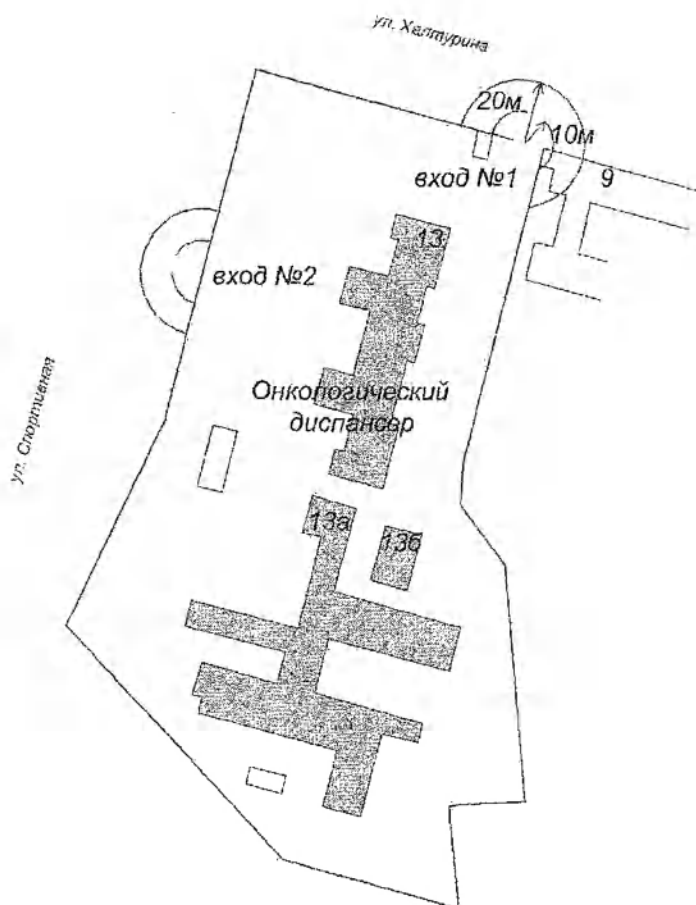 ул. Халтурина
20м
10м
вход №1
9
13
вход №2
Онкологический
диспансер
ул. Спортивная
13а
13б